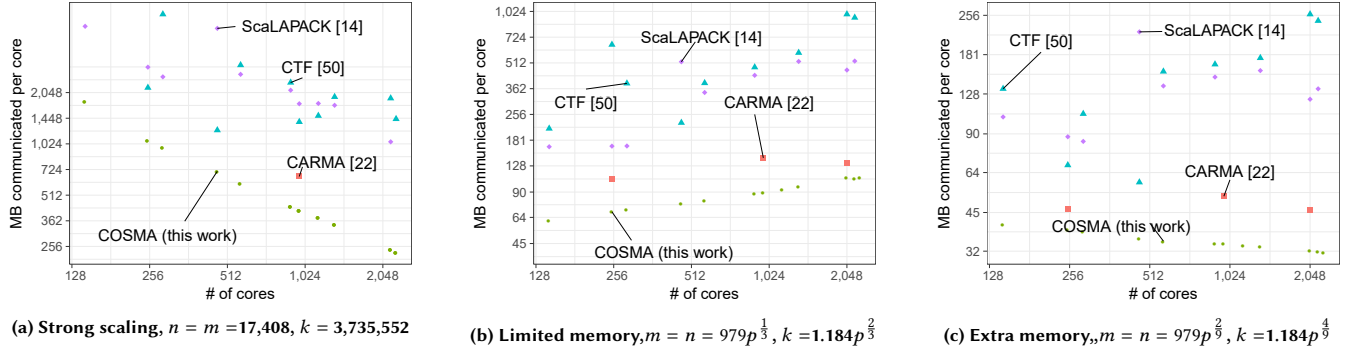 MB communicated per core
2,048
1,448
1,024
724
512
362
256
128
256
512
1,024
2,048
# of cores
ScaLAPACK [14]
CTF [50]
CARMA [22]
COSMA (this work)
(a) Strong scaling, n = m =17,408, k = 3,735,552
MB communicated per core
1,024
724
512
362
256
181
128
90
64
45
128
256
512
1,024
2,048
# of cores
ScaLAPACK [14]
CTF [50]
CARMA [22]
COSMA (this work)
(b) Limited memory,m = n = 979p^{1/3}, k =1.184p^{2/3}
MB communicated per core
256
181
128
90
64
45
32
128
256
512
1,024
2,048
# of cores
ScaLAPACK [14]
CTF [50]
CARMA [22]
COSMA (this work)
(c) Extra memory,,m = n = 979p^{2/9}, k =1.184p^{4/9}